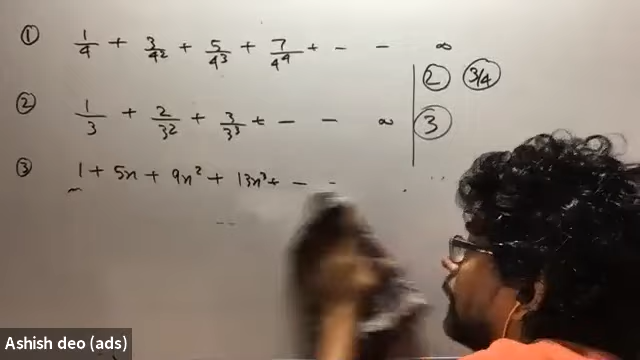 ① 1/4 + 3/4² + 5/4³ + 7/4⁴ + - - ∞
② 3/4
② 1/3 + 2/3² + 3/3³ + - - ∞
③
③ 1 + 5x + 9x² + 13x³ + - -
Ashish deo (ads)